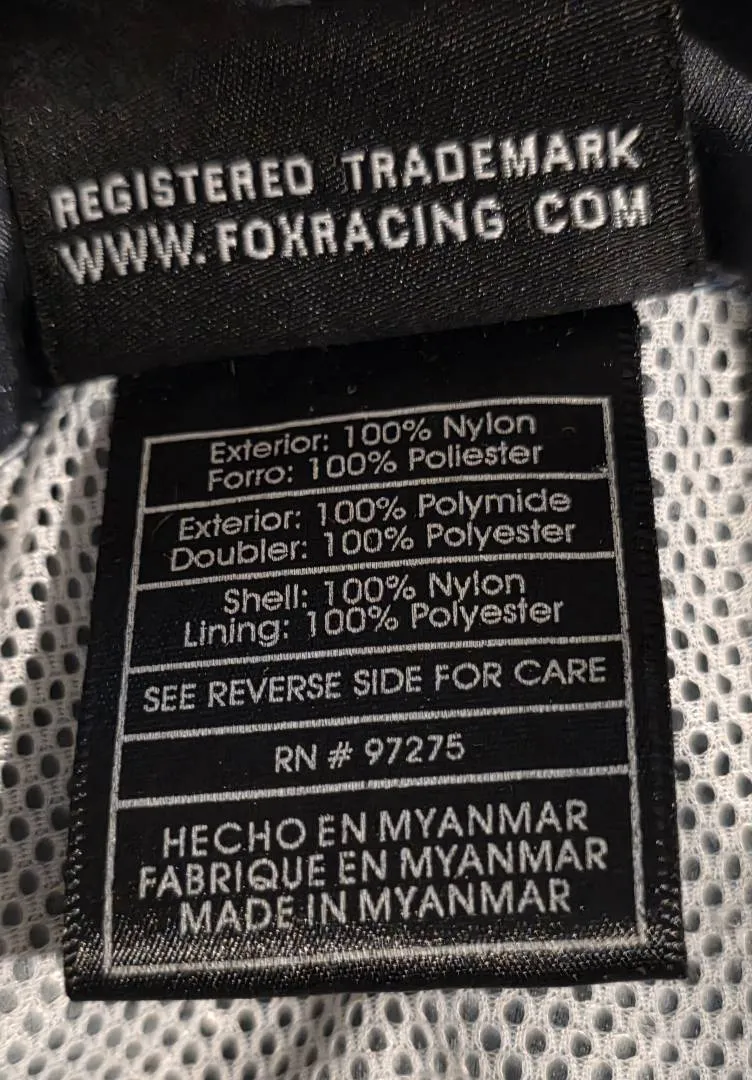 REGISTERED TRADEMARK
WWW.FOXRACING COM
Exterior: 100% Nylon
Forro: 100% Poliester
Exterior: 100% Polymide
Doubler: 100% Polyester
Shell: 100% Nylon
Lining: 100% Polyester
SEE REVERSE SIDE FOR CARE
RN # 97275
HECHO EN MYANMAR
FABRIQUE EN MYANMAR
MADE IN MYANMAR